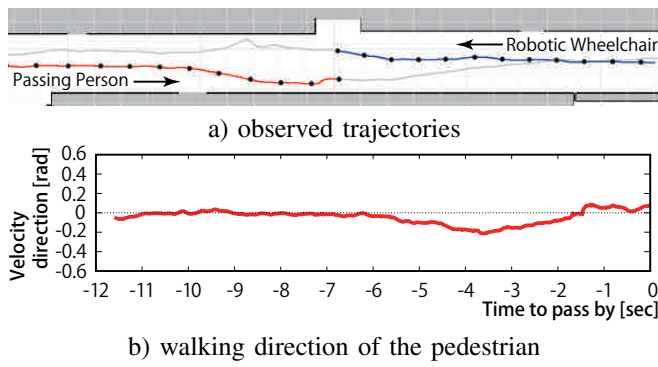 Robotic Wheelchair
Passing Person
a) observed trajectories
Velocity
direction [rad]
0.6
0.4
0.2
0
-0.2
-0.4
-0.6
-12 -11 -10 -9 -8 -7 -6 -5 -4 -3 -2 -1 0
Time to pass by [sec]
b) walking direction of the pedestrian